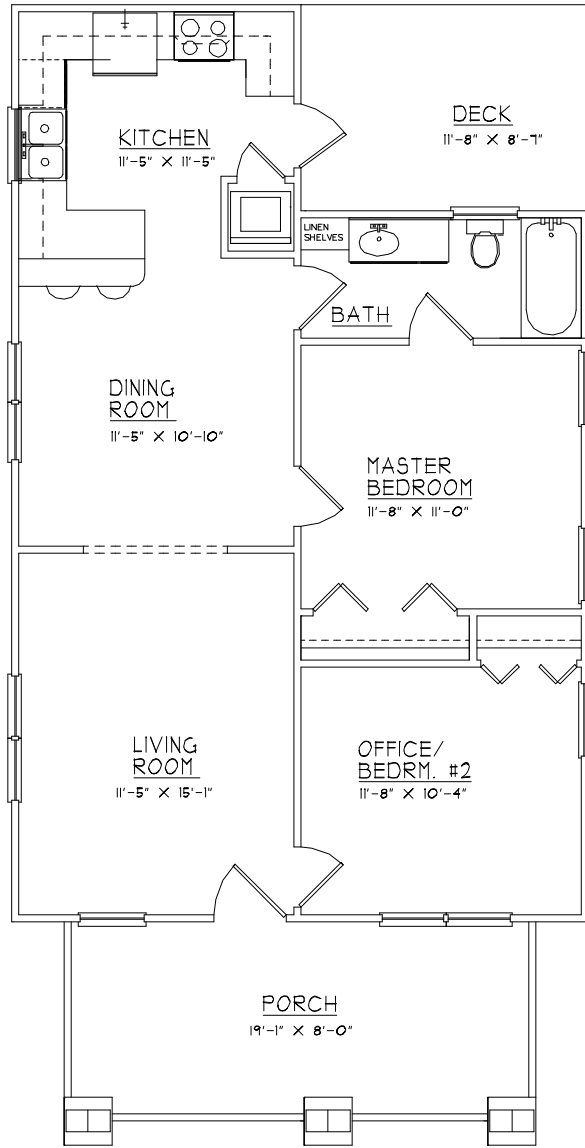 KITCHEN
11'-5" X 11'-5"
DECK
11'-8" X 8'-7"
LINEN
SHELVES
BATH
DINING
ROOM
11'-5" X 10'-10"
MASTER
BEDROOM
11'-8" X 11'-0"
LIVING
ROOM
11'-5" X 15'-1"
OFFICE/
BEDRM. #2
11'-8" X 10'-4"
PORCH
19'-1" X 8'-0"